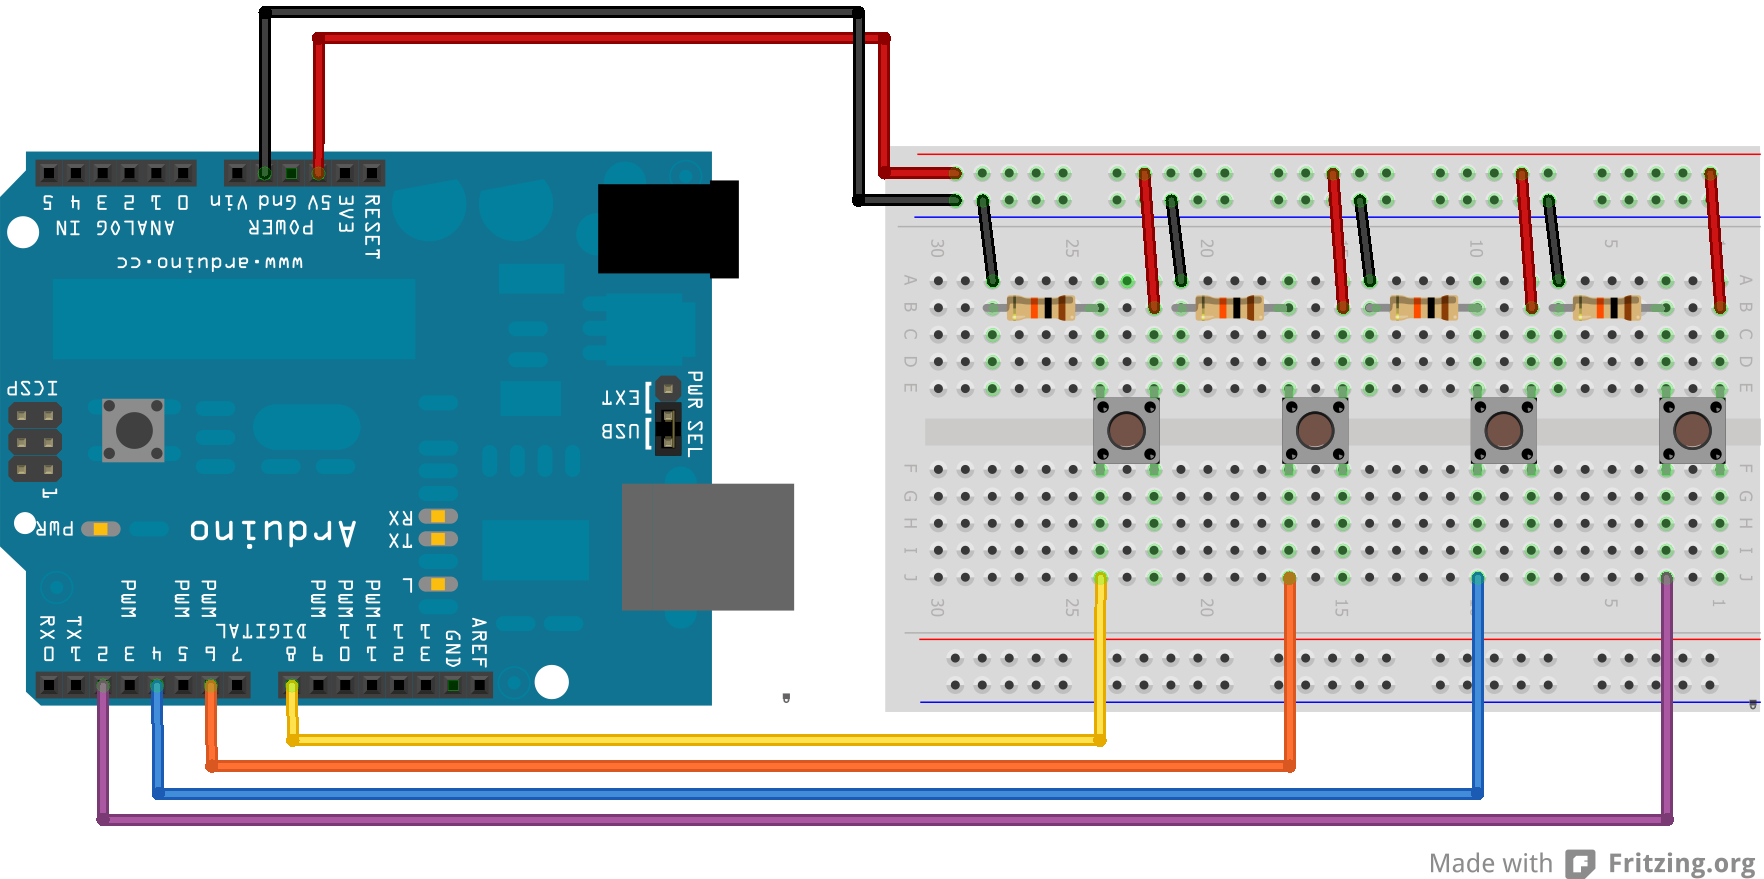 5 4 3 2 1 0
ANALOG IN
Vin Gnd 5V 3V3 RESET
POWER
www.arduino.cc
ICSP
1
PWR
Arduino
RX
TX
L
EXT
USB
PWR SEL
PWM PWM PWM PWM PWM PWM
DIGITAL
RX 0 TX 1 2 3 4 5 6 7 8 9 10 11 12 13 GND AREF
30 25 20 15 10 5 1
A A
B B
C C
D D
E E
F F
G G
H H
I I
J J
30 25 20 15 10 5 1
Made with Fritzing.org